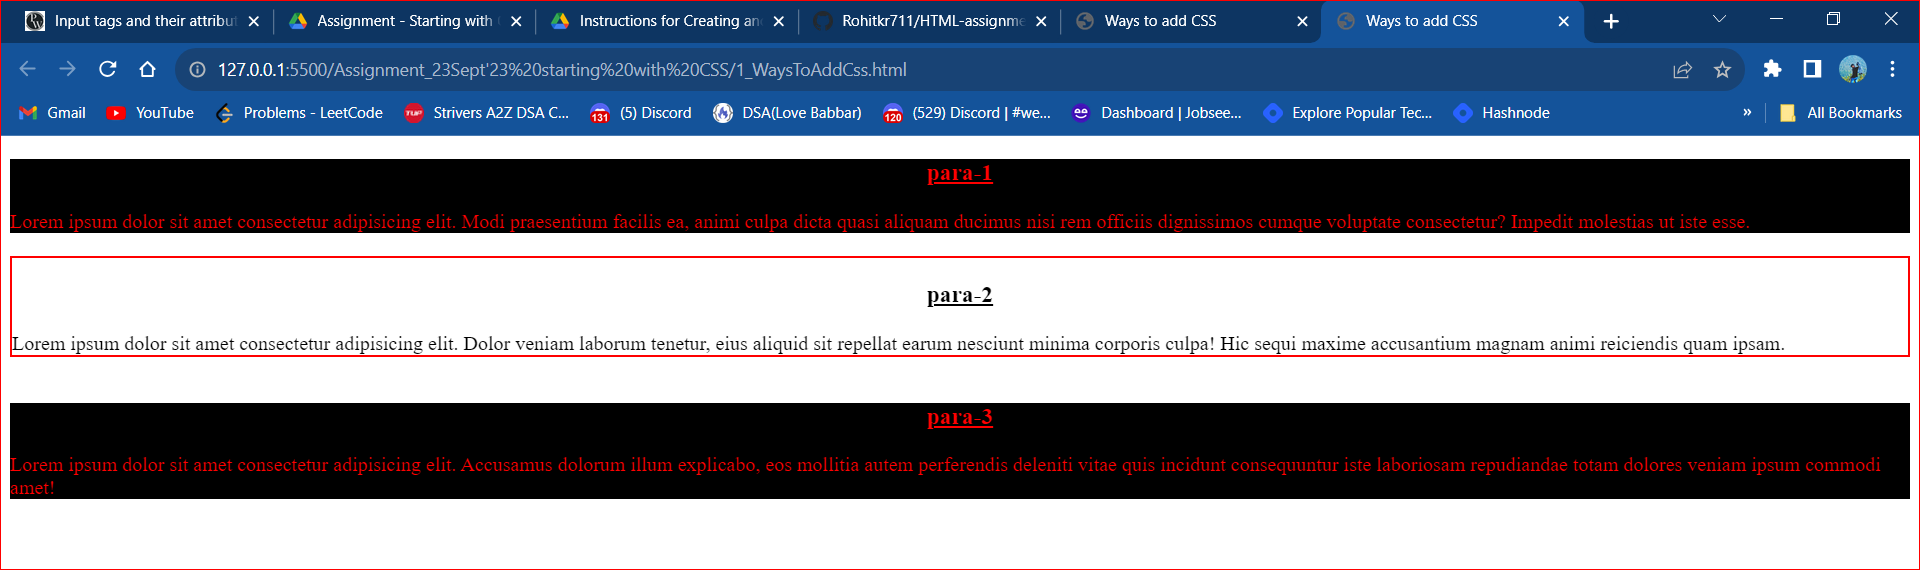 Input tags and their attribut
Assignment - Starting with C
Instructions for Creating and
Rohitkr711/HTML-assignme
Ways to add CSS
Ways to add CSS
127.0.0.1:5500/Assignment_23Sept'23%20starting%20with%20CSS/1_WaysToAddCss.html
Gmail YouTube Problems - LeetCode TUF Strivers A2Z DSA C... 131 (5) Discord DSA(Love Babbar) 120 (529) Discord | #we... Dashboard | Jobsee... Explore Popular Tec... Hashnode » All Bookmarks
para-1
Lorem ipsum dolor sit amet consectetur adipisicing elit. Modi praesentium facilis ea, animi culpa dicta quasi aliquam ducimus nisi rem officiis dignissimos cumque voluptate consectetur? Impedit molestias ut iste esse.
para-2
Lorem ipsum dolor sit amet consectetur adipisicing elit. Dolor veniam laborum tenetur, eius aliquid sit repellat earum nesciunt minima corporis culpa! Hic sequi maxime accusantium magnam animi reiciendis quam ipsam.
para-3
Lorem ipsum dolor sit amet consectetur adipisicing elit. Accusamus dolorum illum explicabo, eos mollitia autem perferendis deleniti vitae quis incidunt consequuntur iste laboriosam repudiandae totam dolores veniam ipsum commodi
amet!